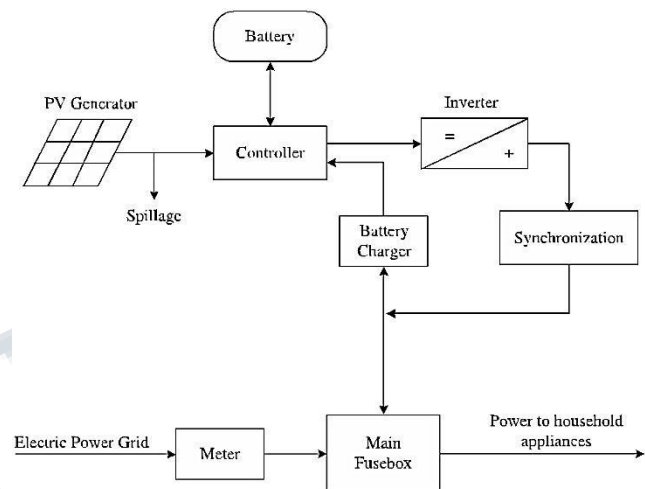 Battery
PV Generator
Inverter
Controller
=
+
Spillage
Battery
Charger
Synchronization
Electric Power Grid
Meter
Main
Fusebox
Power to household
appliances